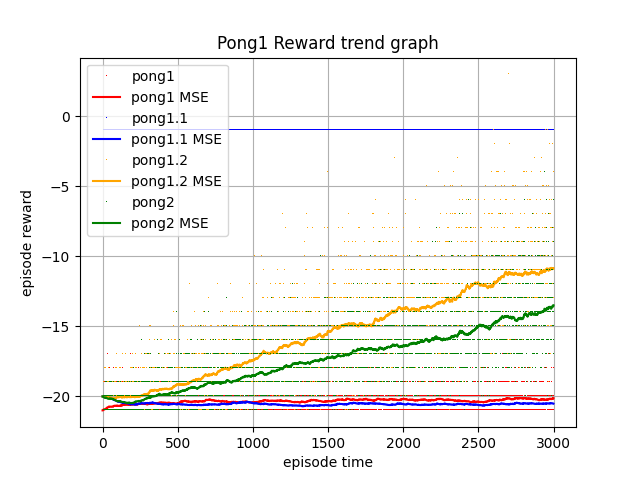 Pong1 Reward trend graph
pong1
pong1 MSE
pong1.1
pong1.1 MSE
pong1.2
pong1.2 MSE
pong2
pong2 MSE
episode reward
0
−5
−10
−15
−20
0 500 1000 1500 2000 2500 3000
episode time